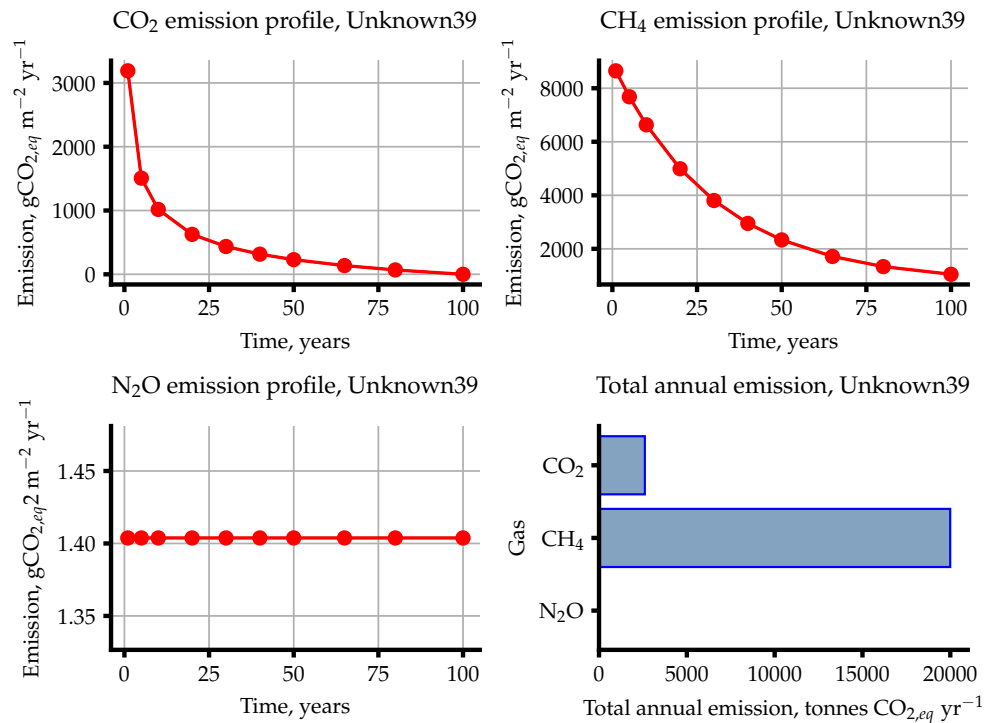 CO₂ emission profile, Unknown39
Emission, gCO₂,eq m⁻² yr⁻¹
3000
2000
1000
0
0 25 50 75 100
Time, years
CH₄ emission profile, Unknown39
Emission, gCO₂,eq m⁻² yr⁻¹
8000
6000
4000
2000
0 25 50 75 100
Time, years
N₂O emission profile, Unknown39
Emission, gCO₂,eq2 m⁻² yr⁻¹
1.45
1.40
1.35
0 25 50 75 100
Time, years
Total annual emission, Unknown39
Gas
CO₂
CH₄
N₂O
0 5000 10000 15000 20000
Total annual emission, tonnes CO₂,eq yr⁻¹